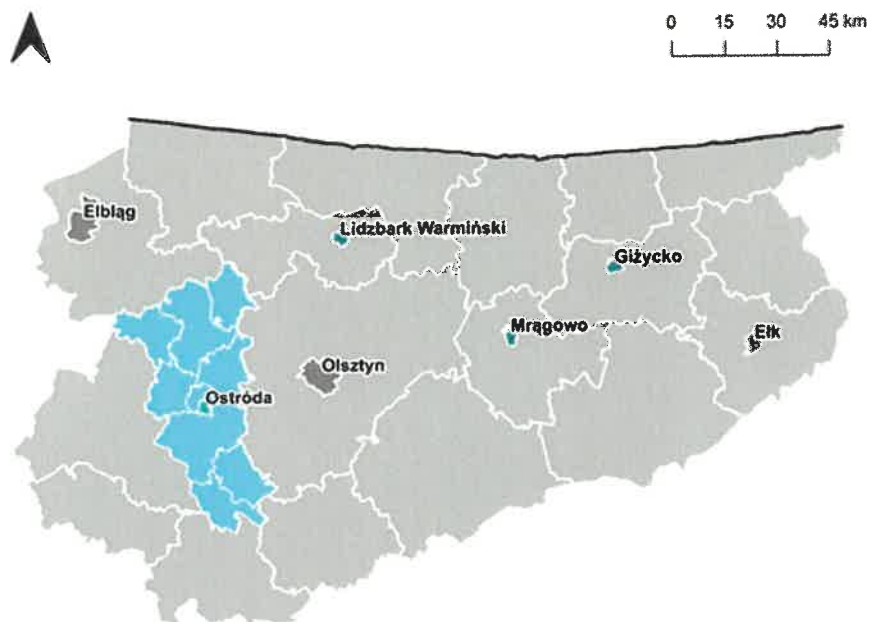 0 15 30 45 km
Elbląg
Lidzbark Warmiński
Giżycko
Mrągowo
Ełk
Olsztyn
Ostróda